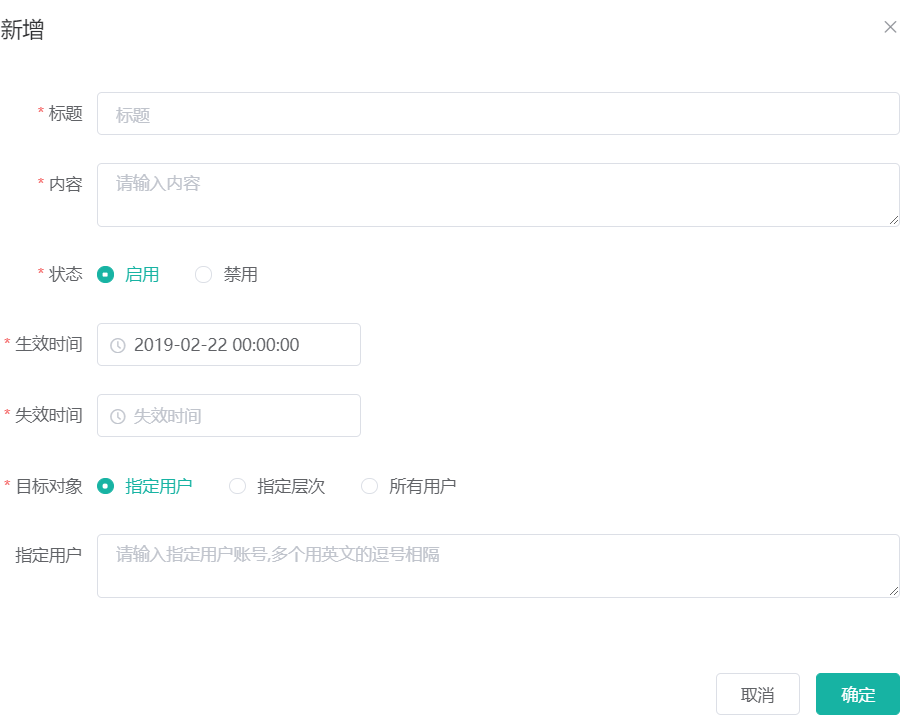 新增
* 标题 标题
* 内容 请输入内容
* 状态 启用 禁用
* 生效时间 2019-02-22 00:00:00
* 失效时间 失效时间
* 目标对象 指定用户 指定层次 所有用户
指定用户 请输入指定用户账号,多个用英文的逗号相隔
取消 确定